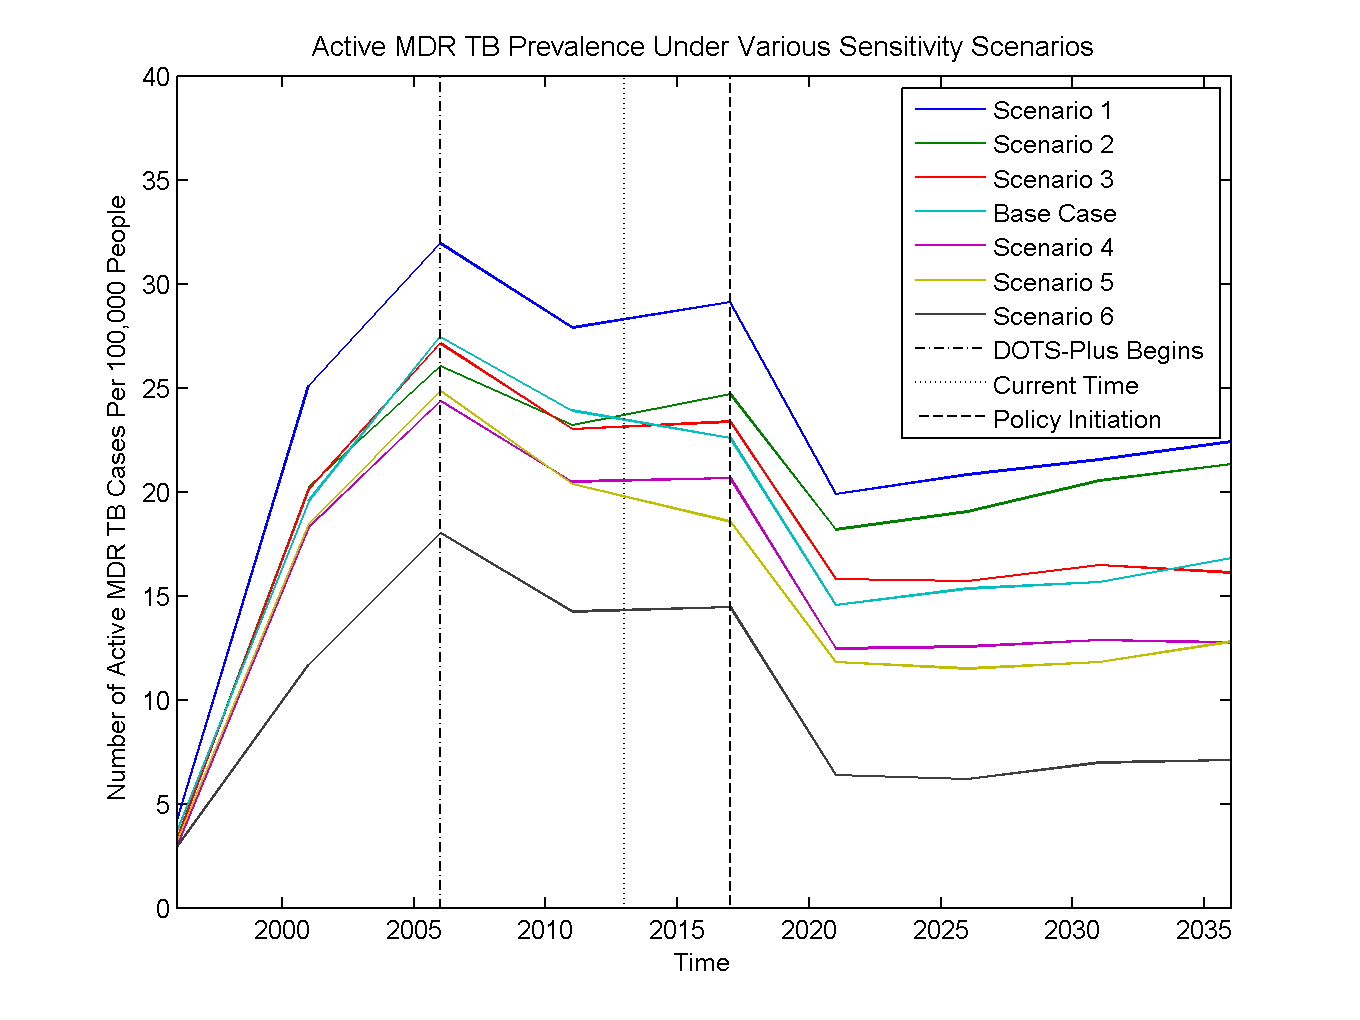 Active MDR TB Prevalence Under Various Sensitivity Scenarios
40
35
30
25
20
15
10
5
0
Number of Active MDR TB Cases Per 100,000 People
Scenario 1
Scenario 2
Scenario 3
Base Case
Scenario 4
Scenario 5
Scenario 6
DOTS-Plus Begins
Current Time
Policy Initiation
2000 2005 2010 2015 2020 2025 2030 2035
Time